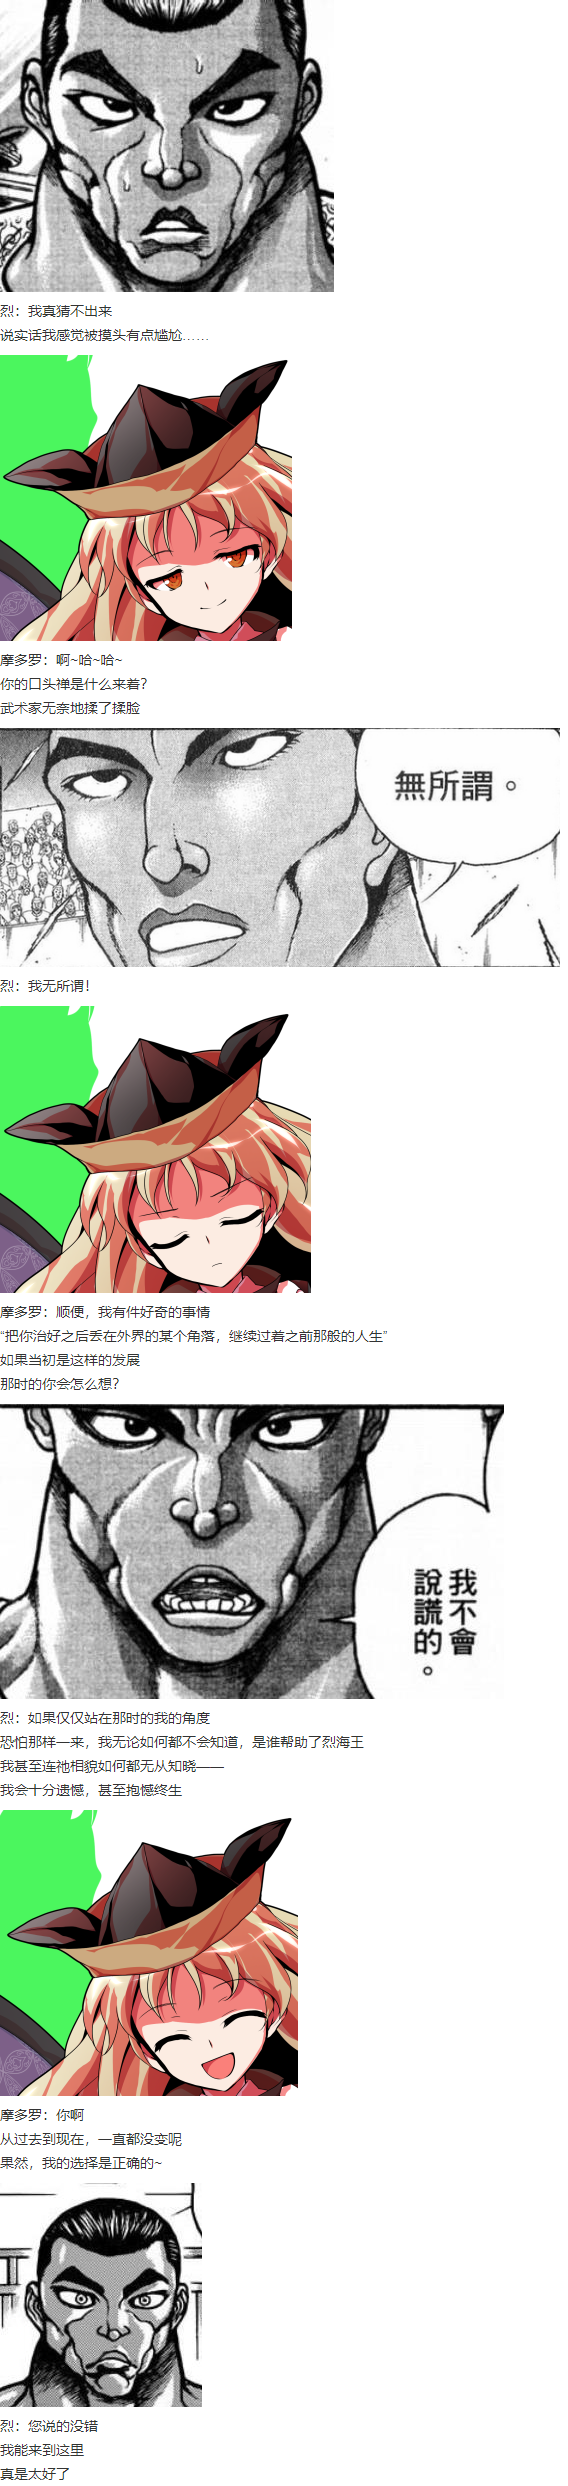 烈：我真猜不出来
说实话我感觉被摸头有点尴尬……
摩多罗：啊~哈~哈~
你的口头禅是什么来着？
武术家无奈地揉了揉脸
無所謂。
烈：我无所谓！
摩多罗：顺便，我有件好奇的事情
“把你治好之后丢在外界的某个角落，继续过着之前那般的人生”
如果当初是这样的发展
那时的你会怎么想？
我不會
說謊的。
烈：如果仅仅站在那时的我的角度
恐怕那样一来，我无论如何都不会知道，是谁帮助了烈海王
我甚至连祂相貌如何都无从知晓——
我会十分遗憾，甚至抱憾终生
摩多罗：你啊
从过去到现在，一直都没变呢
果然，我的选择是正确的~
烈：您说的没错
我能来到这里
真是太好了